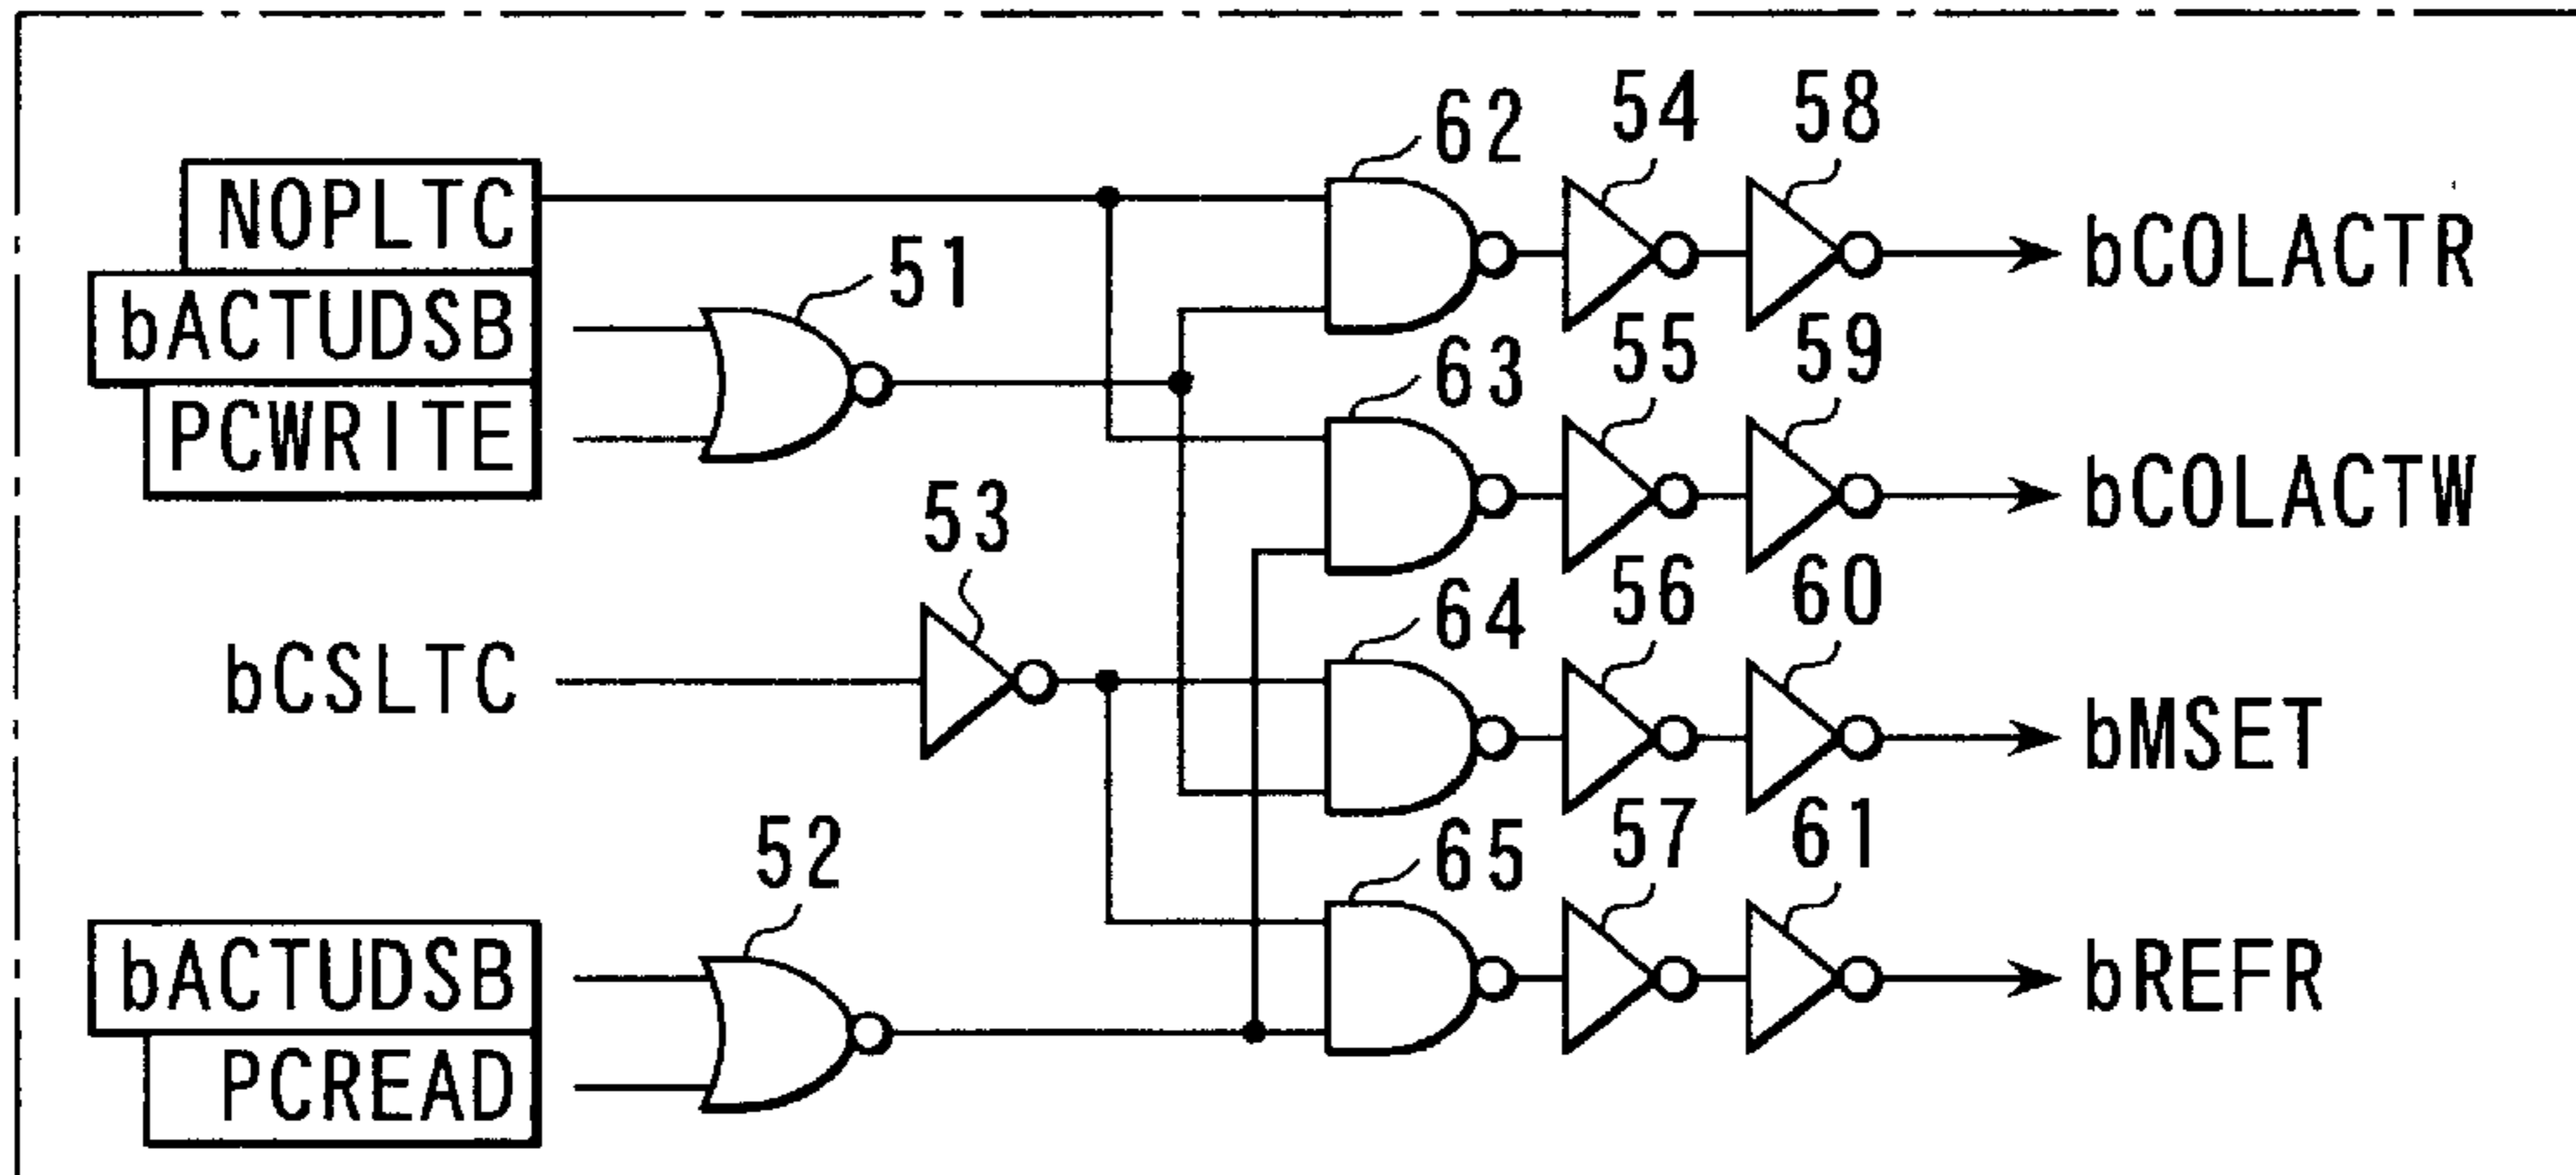 62 54 58
NOPLTC
bCOLACTR
51
bACTUDSB
63 55 59
PCWRITE
bCOLACTW
53
64 56 60
bCSLTC
bMSET
52
65 57 61
bACTUDSB
bREFR
PCREAD